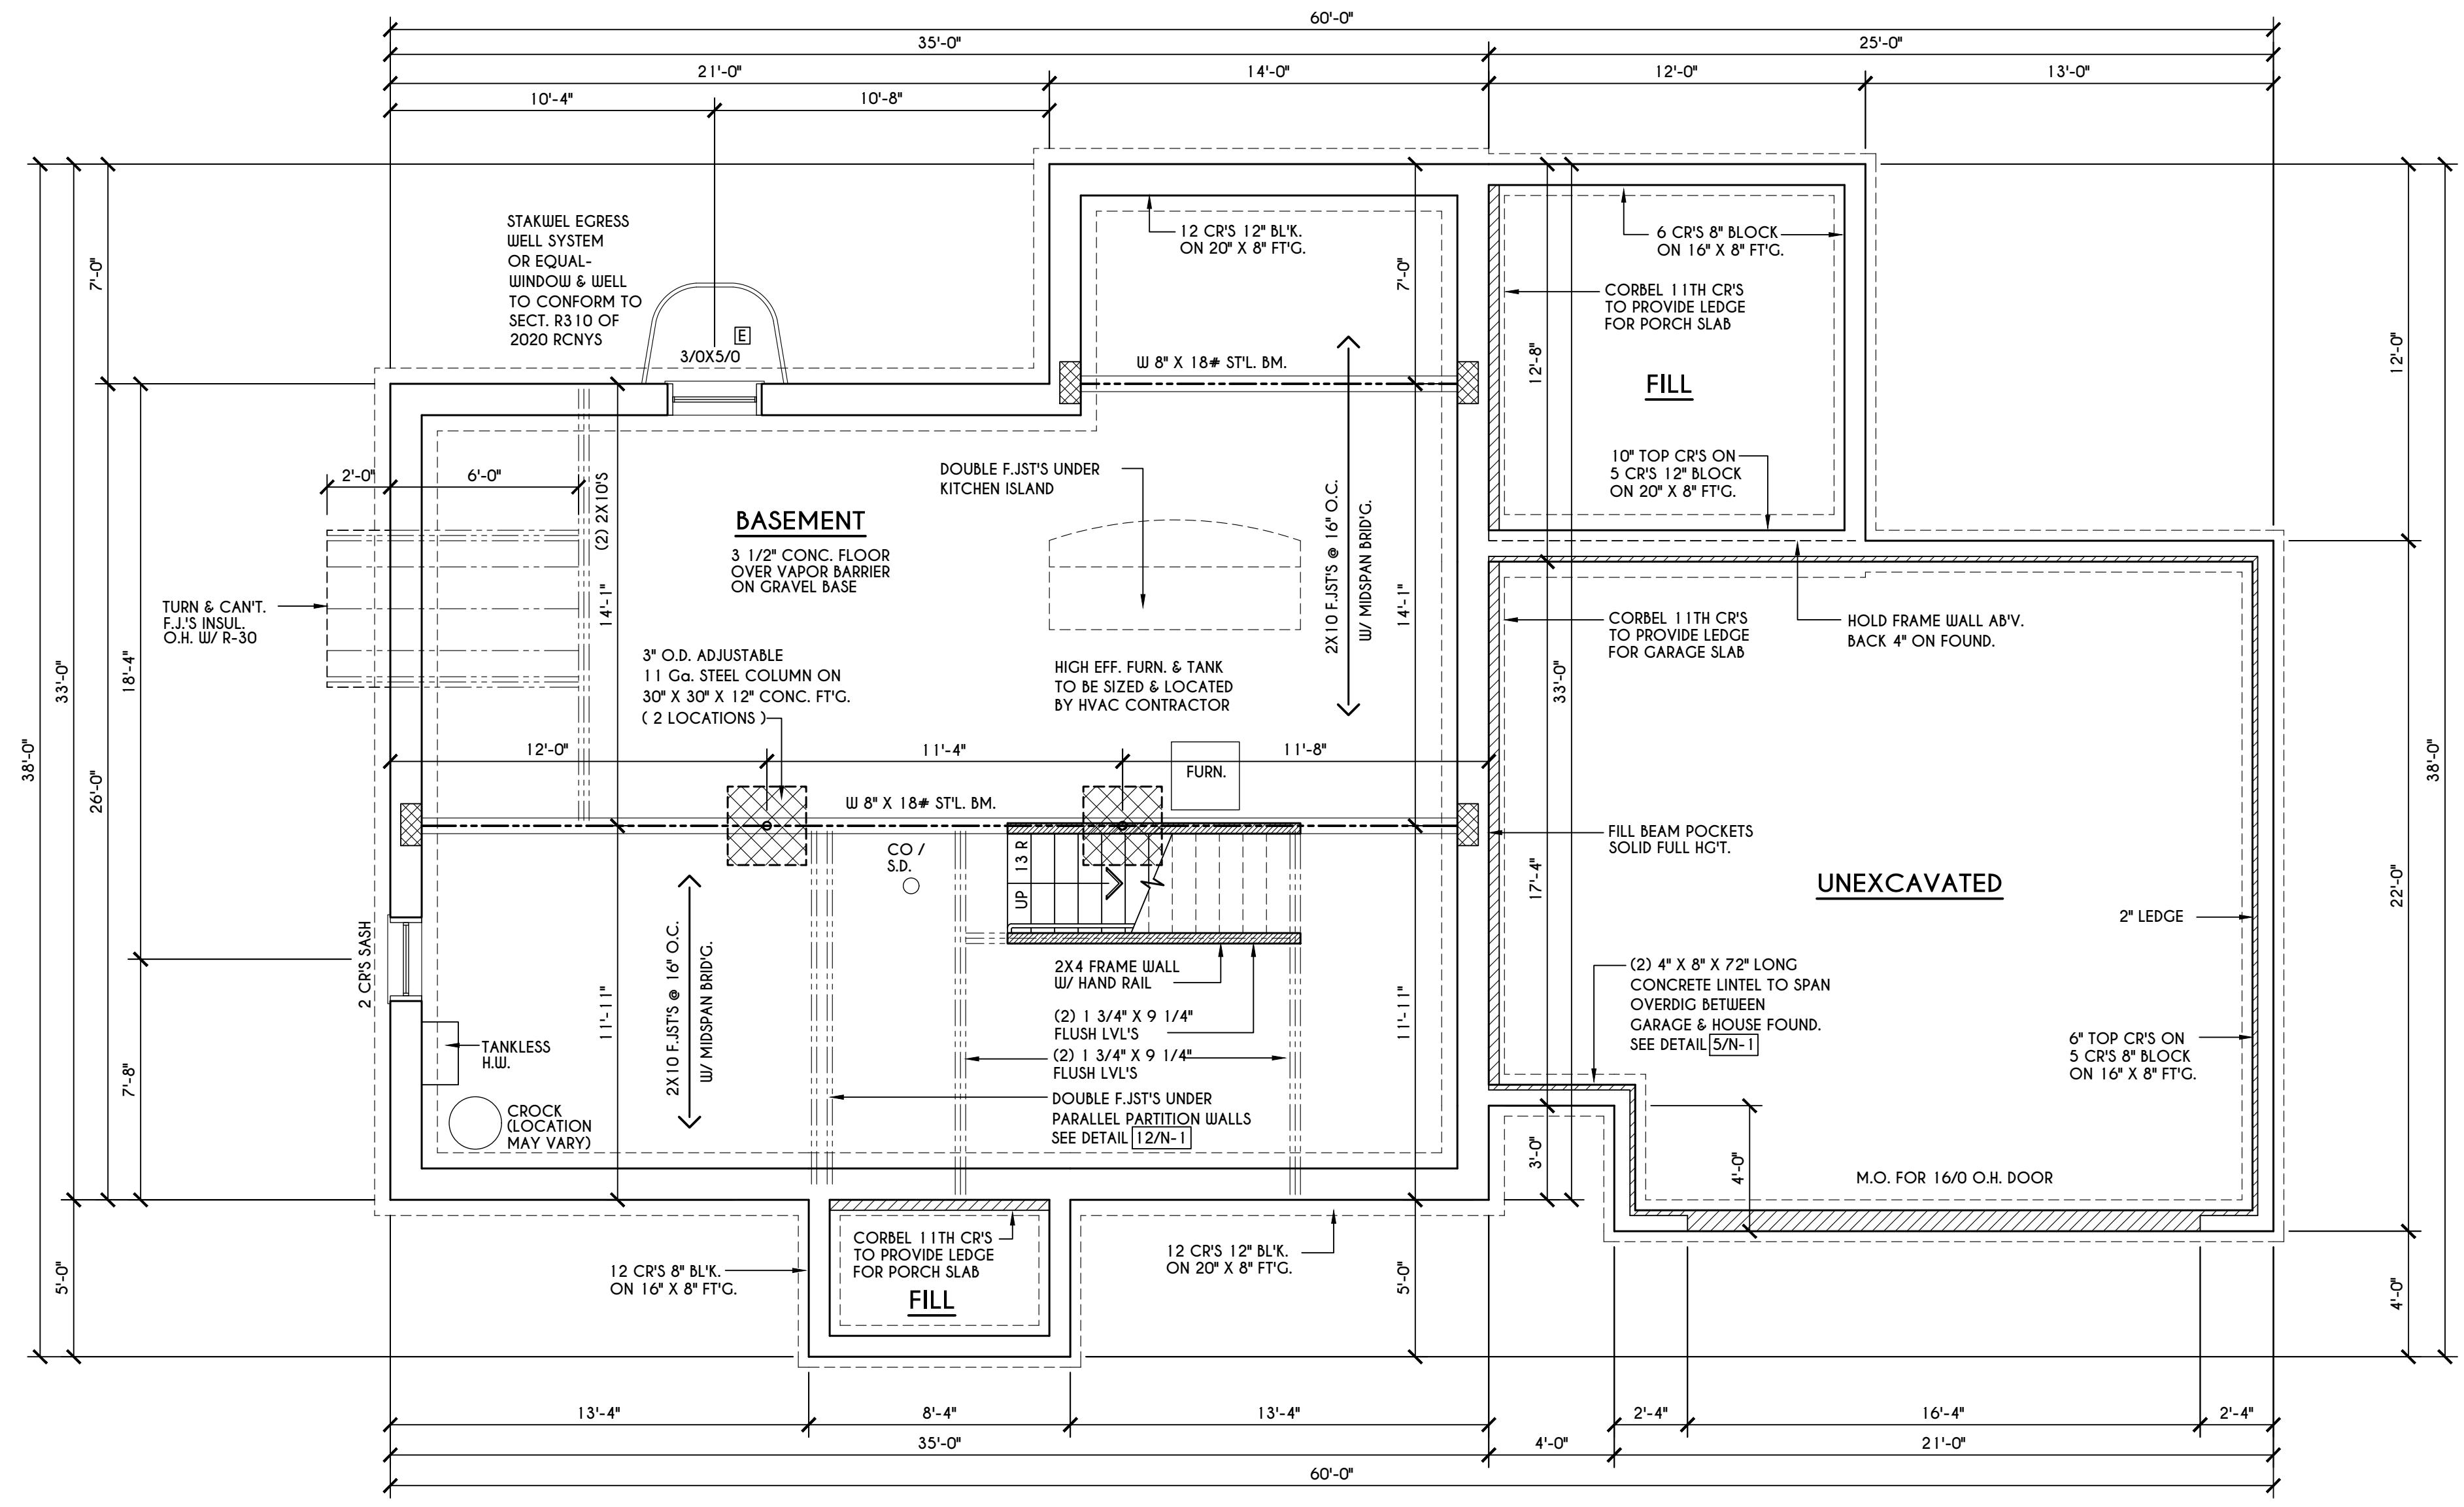 60'-0"
35'-0"
25'-0"
21'-0"
14'-0"
12'-0"
13'-0"
10'-4"
10'-8"
38'-0"
33'-0"
7'-0"
26'-0"
5'-0"
18'-4"
7'-8"
STAKWEL EGRESS
WELL SYSTEM
OR EQUAL-
WINDOW & WELL
TO CONFORM TO
SECT. R310 OF
2020 RCNYS
E
3/0X5/0
12 CR'S 12" BL'K.
ON 20" X 8" FT'G.
7'-0"
W 8" X 18# ST'L. BM.
6 CR'S 8" BLOCK
ON 16" X 8" FT'G.
CORBEL 11TH CR'S
TO PROVIDE LEDGE
FOR PORCH SLAB
12'-8"
FILL
10" TOP CR'S ON
5 CR'S 12" BLOCK
ON 20" X 8" FT'G.
12'-0"
2'-0"
6'-0"
(2) 2X10'S
14'-1"
BASEMENT
3 1/2" CONC. FLOOR
OVER VAPOR BARRIER
ON GRAVEL BASE
DOUBLE F.JST'S UNDER
KITCHEN ISLAND
2X10 F.JST'S @ 16" O.C.
W/ MIDSPAN BRID'G.
14'-1"
TURN & CAN'T.
F.J.'S INSUL.
O.H. W/ R-30
3" O.D. ADJUSTABLE
11 Ga. STEEL COLUMN ON
30" X 30" X 12" CONC. FT'G.
( 2 LOCATIONS )
HIGH EFF. FURN. & TANK
TO BE SIZED & LOCATED
BY HVAC CONTRACTOR
CORBEL 11TH CR'S
TO PROVIDE LEDGE
FOR GARAGE SLAB
HOLD FRAME WALL AB'V.
BACK 4" ON FOUND.
33'-0"
12'-0"
11'-4"
11'-8"
FURN.
W 8" X 18# ST'L. BM.
CO /
S.D.
UP 13 R
FILL BEAM POCKETS
SOLID FULL HG'T.
17'-4"
UNEXCAVATED
2" LEDGE
22'-0"
38'-0"
2 CR'S SASH
11'-11"
2X10 F.JST'S @ 16" O.C.
W/ MIDSPAN BRID'G.
2X4 FRAME WALL
W/ HAND RAIL
(2) 1 3/4" X 9 1/4"
FLUSH LVL'S
(2) 1 3/4" X 9 1/4"
FLUSH LVL'S
DOUBLE F.JST'S UNDER
PARALLEL PARTITION WALLS
SEE DETAIL 12/N-1
11'-11"
(2) 4" X 8" X 72" LONG
CONCRETE LINTEL TO SPAN
OVERDIG BETWEEN
GARAGE & HOUSE FOUND.
SEE DETAIL 5/N-1
6" TOP CR'S ON
5 CR'S 8" BLOCK
ON 16" X 8" FT'G.
TANKLESS
H.W.
CROCK
(LOCATION
MAY VARY)
3'-0"
4'-0"
M.O. FOR 16/0 O.H. DOOR
CORBEL 11TH CR'S
TO PROVIDE LEDGE
FOR PORCH SLAB
FILL
12 CR'S 8" BL'K.
ON 16" X 8" FT'G.
12 CR'S 12" BL'K.
ON 20" X 8" FT'G.
5'-0"
4'-0"
13'-4"
8'-4"
13'-4"
2'-4"
16'-4"
2'-4"
35'-0"
4'-0"
21'-0"
60'-0"